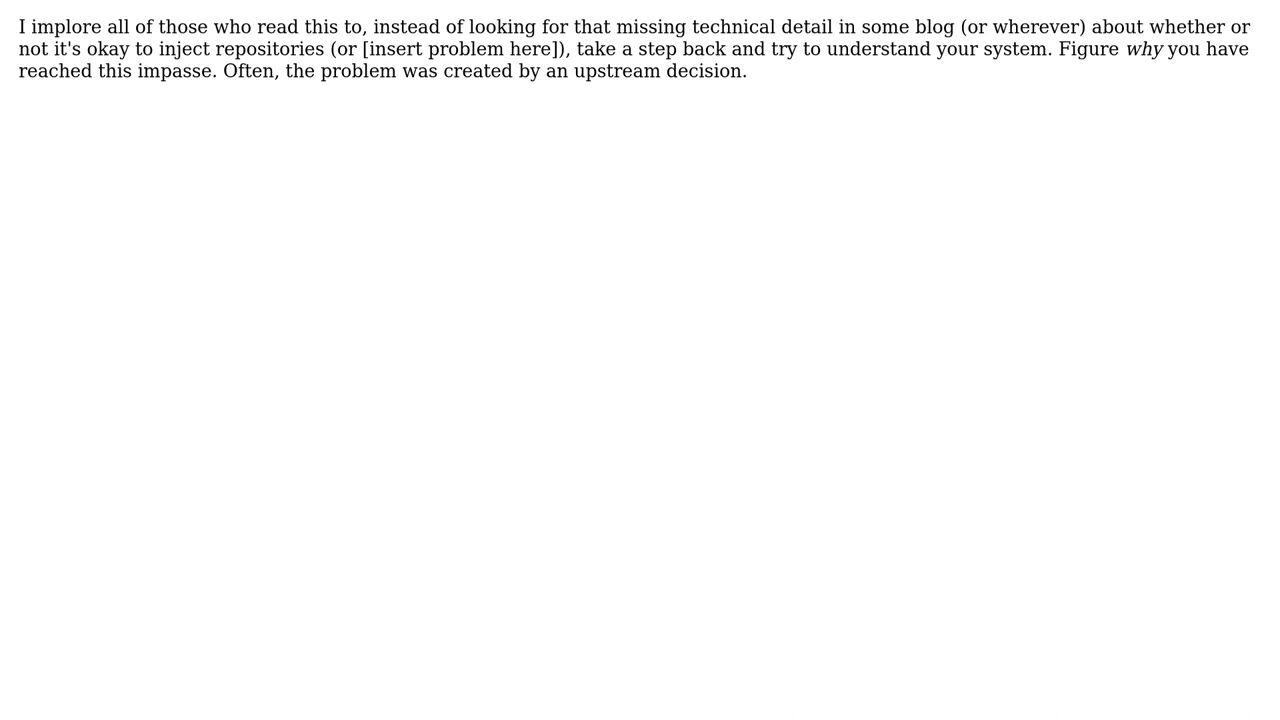 I implore all of those who read this to, instead of looking for that missing technical detail in some blog (or wherever) about whether or
not it's okay to inject repositories (or [insert problem here]), take a step back and try to understand your system. Figure why you have
reached this impasse. Often, the problem was created by an upstream decision.